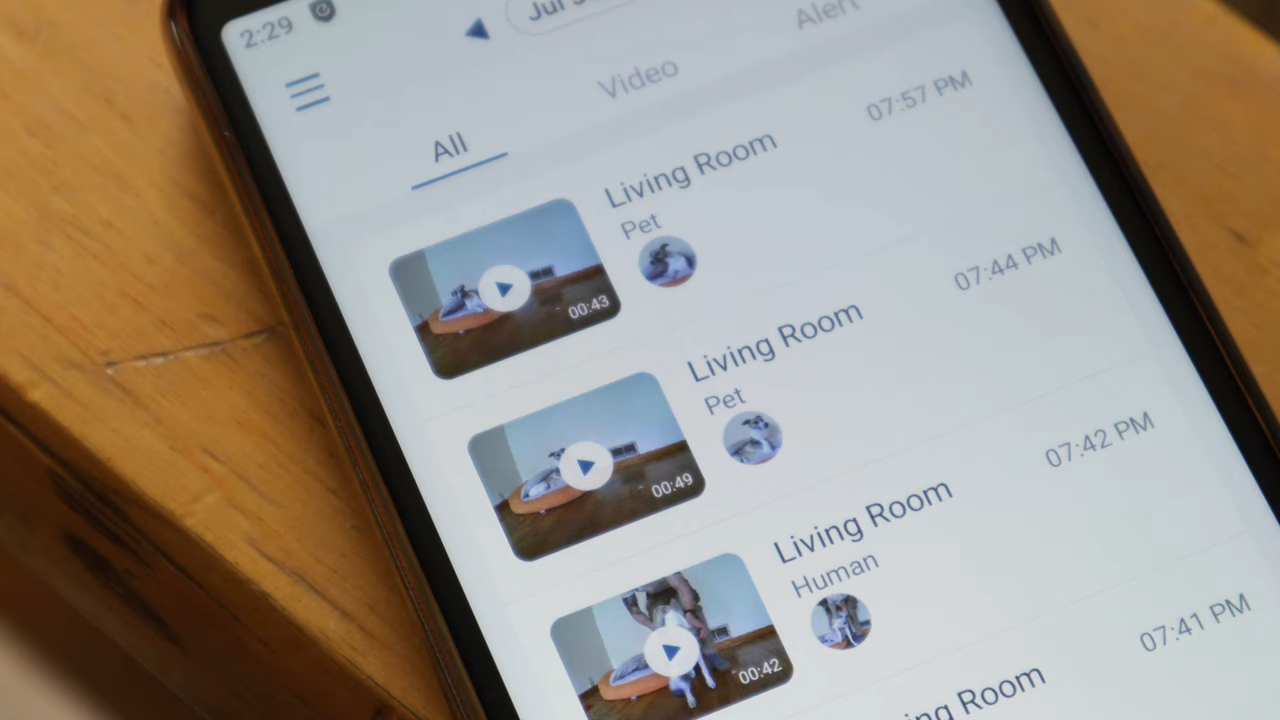 2:29
Jul
Alert
Video
All
Living Room
07:57 PM
Pet
00:43
Living Room
07:44 PM
Pet
00:49
Living Room
07:42 PM
Human
00:42
Room
07:41 PM